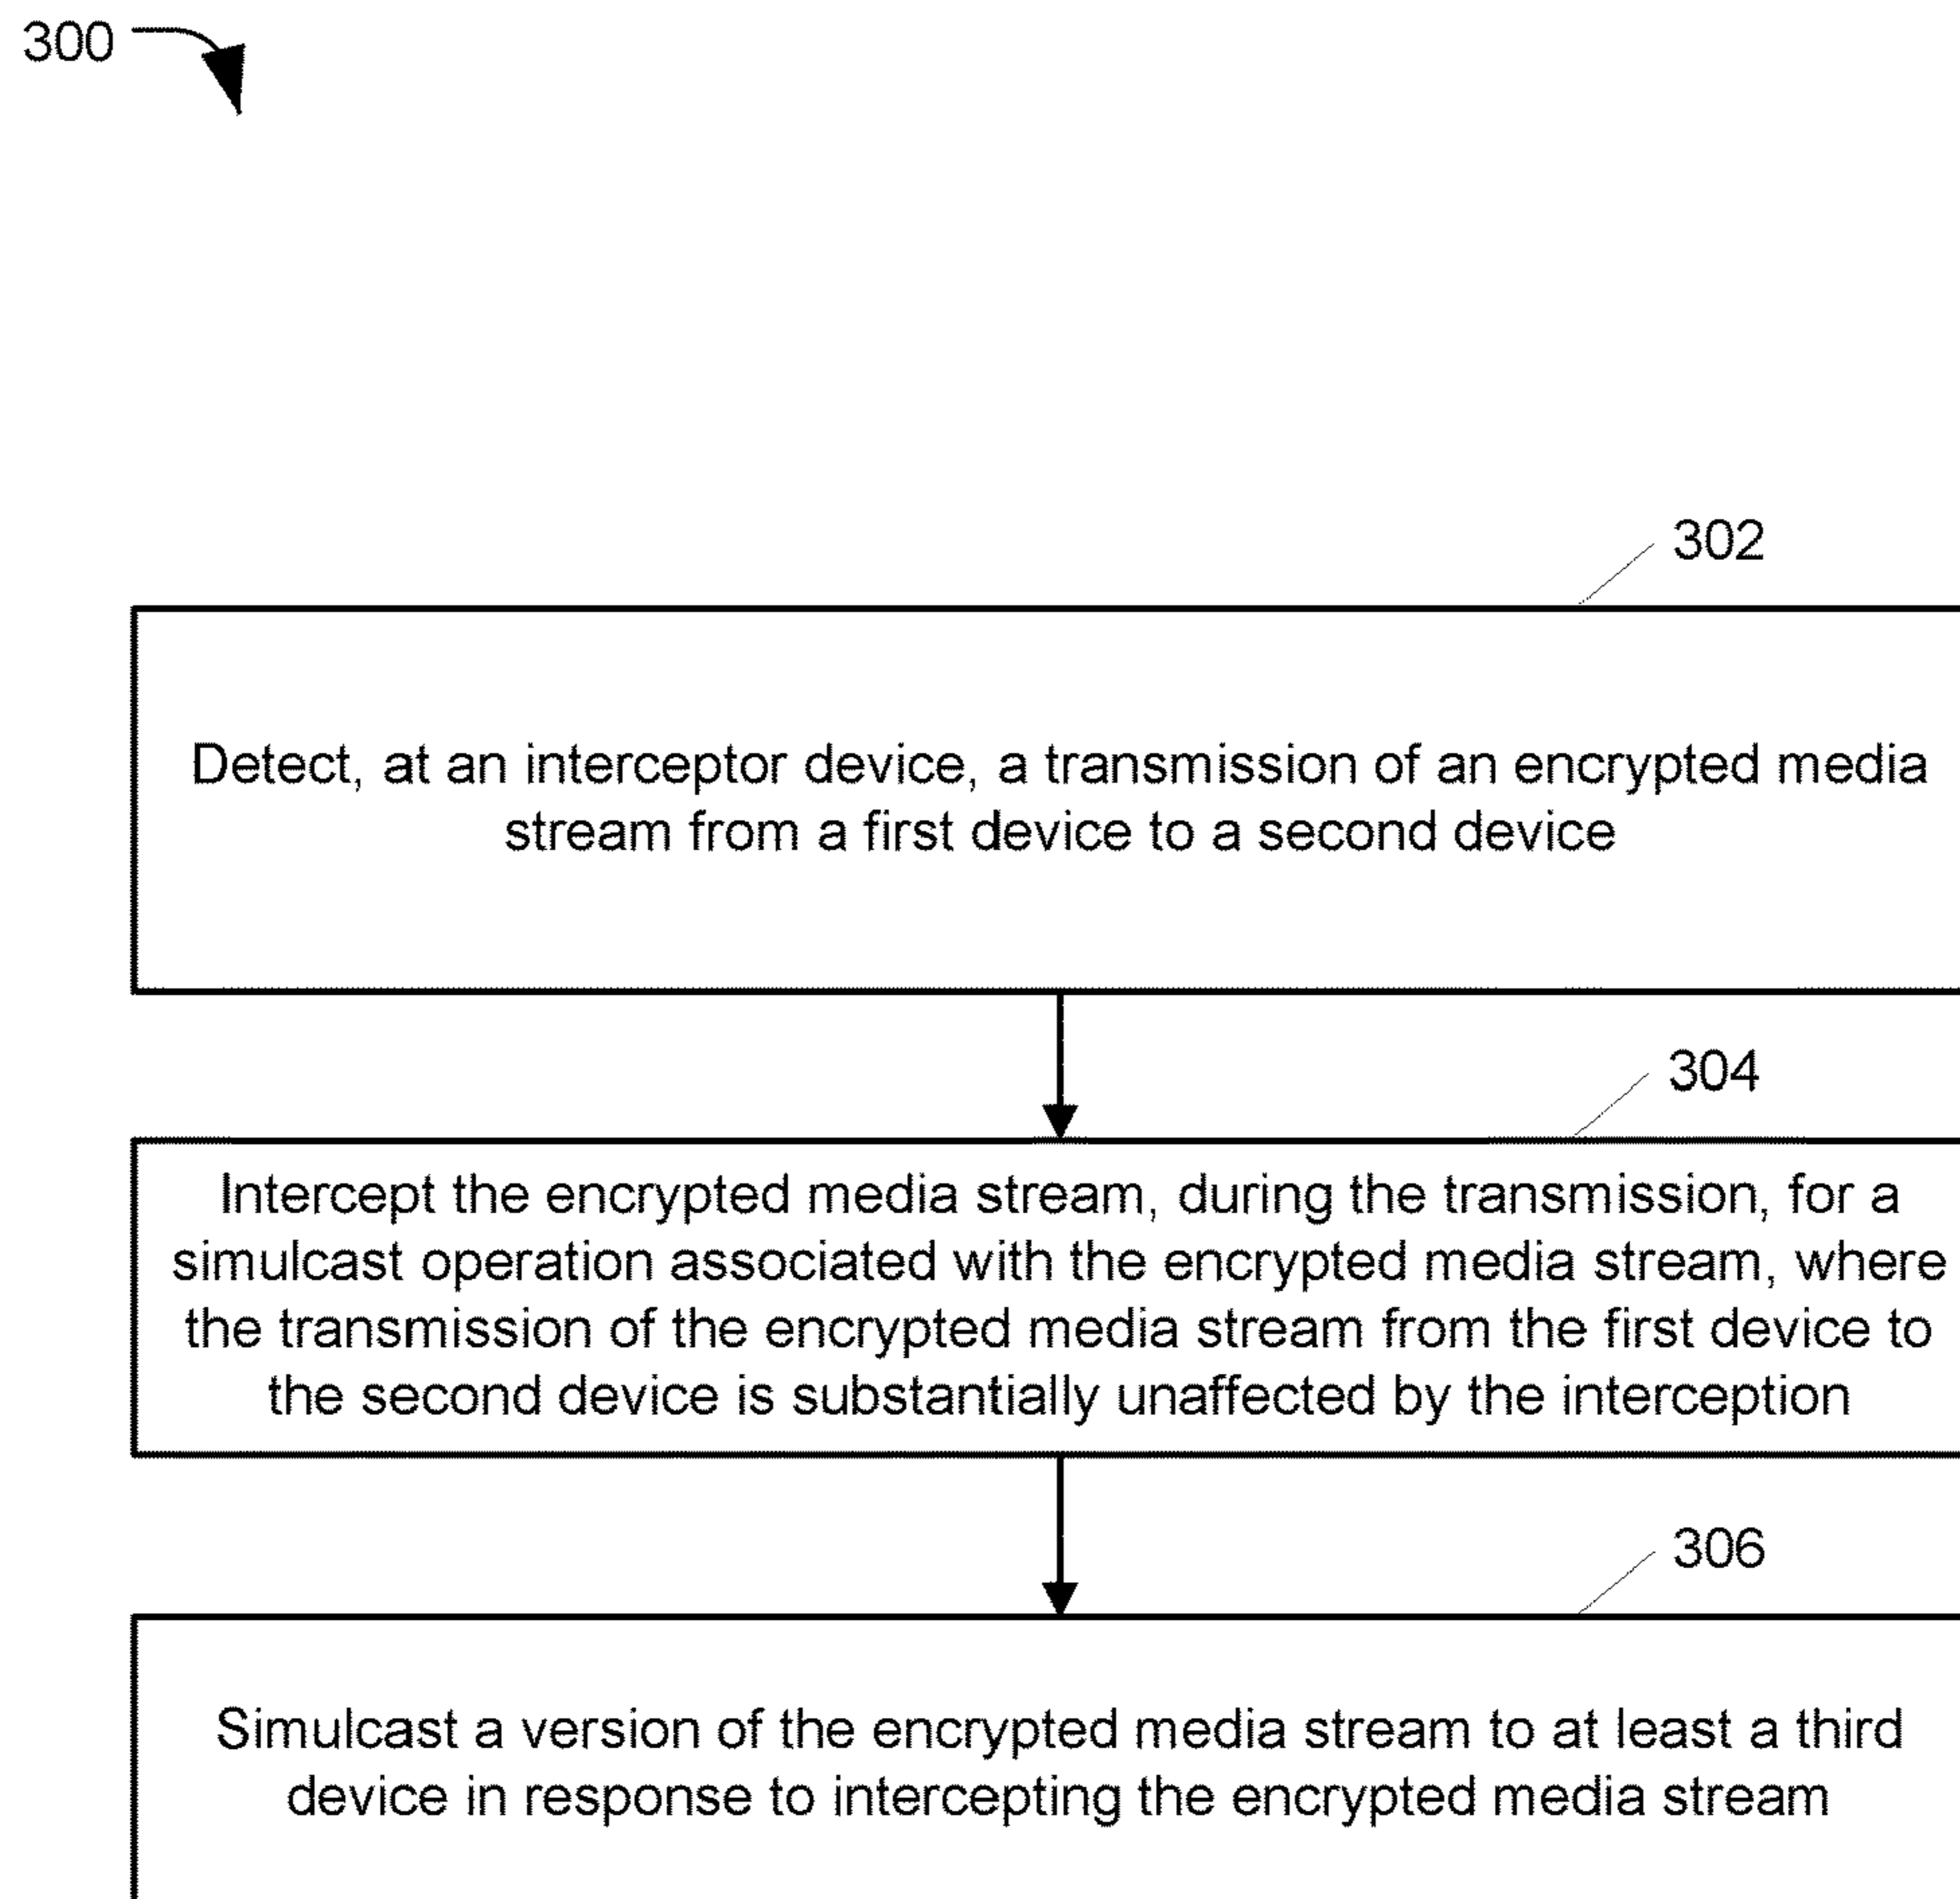 300
302
Detect, at an interceptor device, a transmission of an encrypted media
stream from a first device to a second device
304
Intercept the encrypted media stream, during the transmission, for a
simulcast operation associated with the encrypted media stream, where
the transmission of the encrypted media stream from the first device to
the second device is substantially unaffected by the interception
306
Simulcast a version of the encrypted media stream to at least a third
device in response to intercepting the encrypted media stream